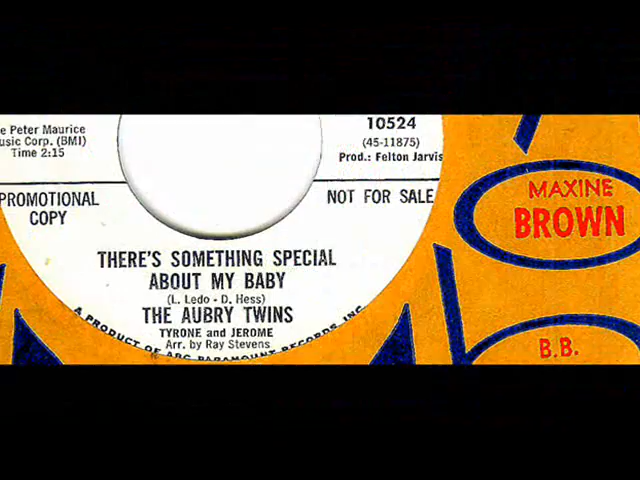 e Peter Maurice
usic Corp. (BMI)
Time 2:15
10524
(45-11875)
Prod.: Felton Jarvis
PROMOTIONAL
COPY
NOT FOR SALE
THERE'S SOMETHING SPECIAL
ABOUT MY BABY
(L. Ledo - D. Hess)
THE AUBRY TWINS
TYRONE and JEROME
Arr. by Ray Stevens
A PRODUCT OF ABC PARAMOUNT RECORDS, INC
MAXINE
BROWN
B.B.